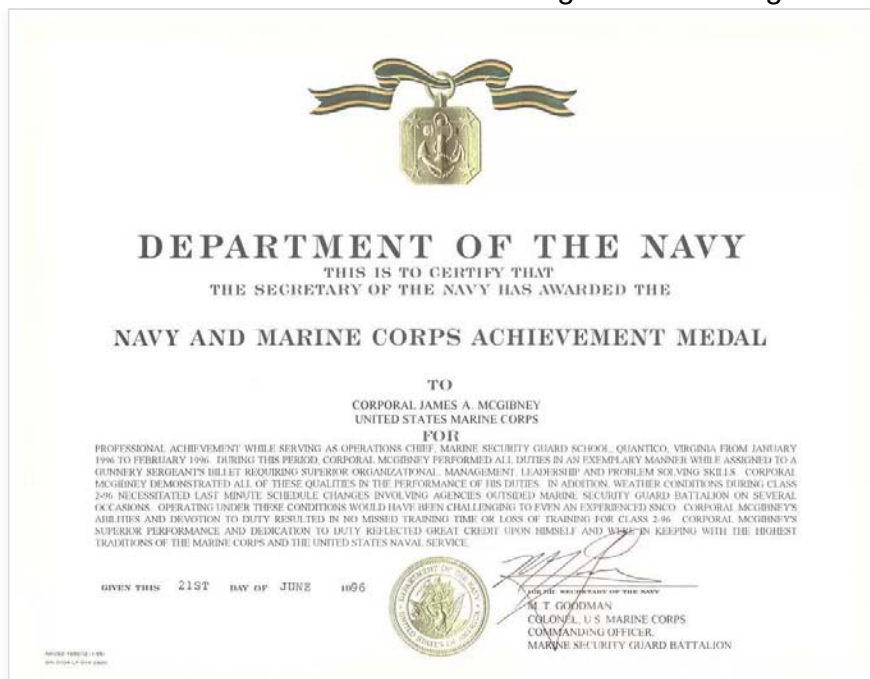 DEPARTMENT OF THE NAVY
THIS IS TO CERTIFY THAT
THE SECRETARY OF THE NAVY HAS AWARDED THE
NAVY AND MARINE CORPS ACHIEVEMENT MEDAL
TO
CORPORAL JAMES A. MCGIBNEY
UNITED STATES MARINE CORPS
FOR
PROFESSIONAL ACHIEVEMENT WHILE SERVING AS OPERATIONS CHIEF, MARINE SECURITY GUARD SCHOOL, QUANTICO, VIRGINIA FROM JANUARY
1996 TO FEBRUARY 1996. DURING THIS PERIOD, CORPORAL MCGIBNEY PERFORMED ALL DUTIES IN AN EXEMPLARY MANNER WHILE ASSIGNED TO A
GUNNERY SERGEANT'S BILLET REQUIRING SUPERIOR ORGANIZATIONAL, MANAGEMENT, LEADERSHIP AND PROBLEM SOLVING SKILLS. CORPORAL
MCGIBNEY DEMONSTRATED ALL OF THESE QUALITIES IN THE PERFORMANCE OF HIS DUTIES. IN ADDITION, WEATHER CONDITIONS DURING CLASS
2-96 NECESSITATED LAST MINUTE SCHEDULE CHANGES INVOLVING AGENCIES OUTSIDED MARINE SECURITY GUARD BATTALION ON SEVERAL
OCCASIONS. OPERATING UNDER THESE CONDITIONS WOULD HAVE BEEN CHALLENGING TO EVEN AN EXPERIENCED SNCO. CORPORAL MCGIBNEY'S
ABILITIES AND DEVOTION TO DUTY RESULTED IN NO MISSED TRAINING TIME OR LOSS OF TRAINING FOR CLASS 2-96. CORPORAL MCGIBNEY'S
SUPERIOR PERFORMANCE AND DEDICATION TO DUTY REFLECTED GREAT CREDIT UPON HIMSELF AND WERE IN KEEPING WITH THE HIGHEST
TRADITIONS OF THE MARINE CORPS AND THE UNITED STATES NAVAL SERVICE.
GIVEN THIS 21ST DAY OF JUNE 1996
DEPARTMENT OF THE NAVY
UNITED STATES OF AMERICA
FOR THE SECRETARY OF THE NAVY
M. T. GOODMAN
COLONEL, U.S. MARINE CORPS
COMMANDING OFFICER,
MARINE SECURITY GUARD BATTALION